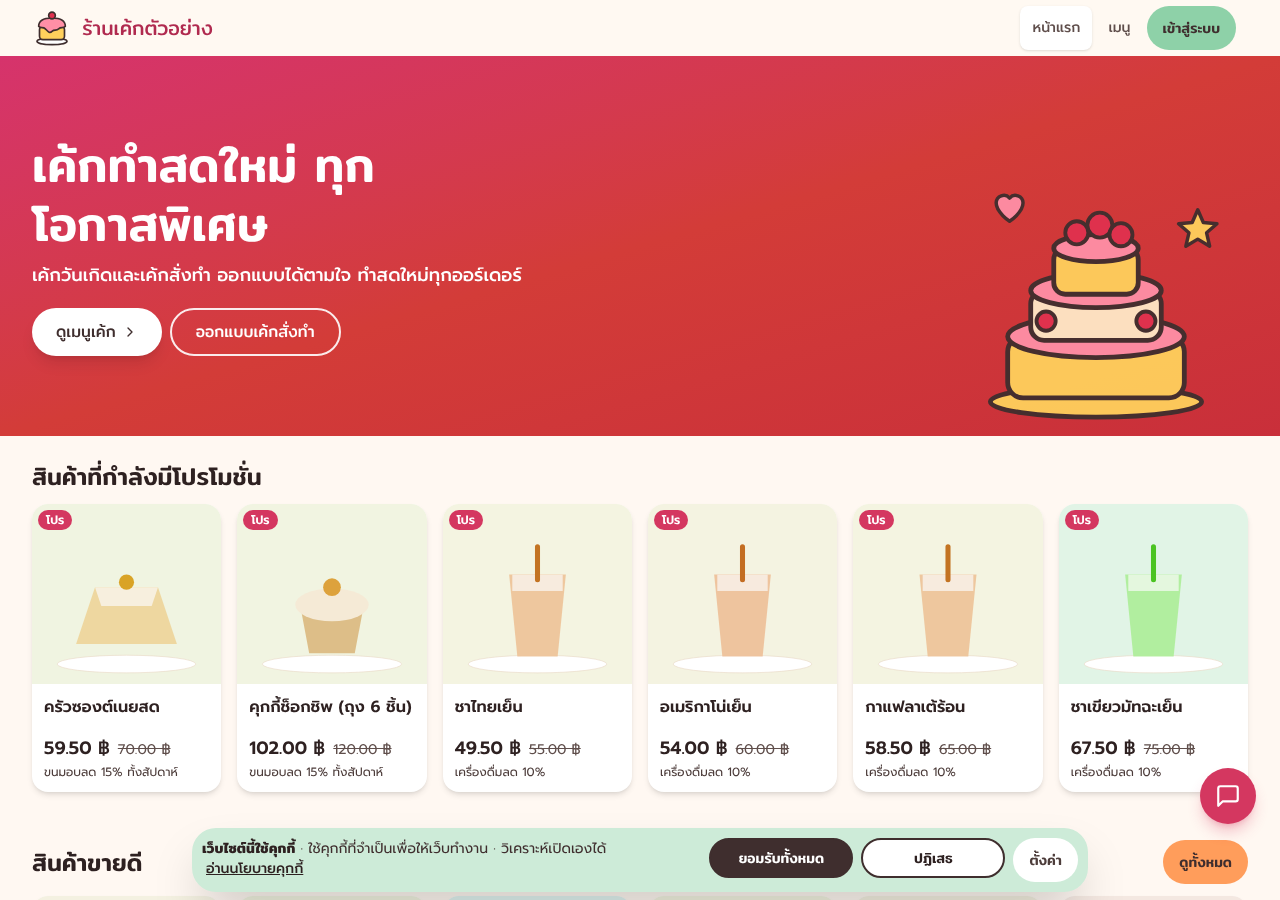 ร้านเค้กตัวอย่าง
หน้าแรก
เมนู
เข้าสู่ระบบ
เค้กทำสดใหม่ ทุก
โอกาสพิเศษ
เค้กวันเกิดและเค้กสั่งทำ ออกแบบได้ตามใจ ทำสดใหม่ทุกออร์เดอร์
ดูเมนูเค้ก
ออกแบบเค้กสั่งทำ
สินค้าที่กำลังมีโปรโมชั่น
โปร
ครัวซองต์เนยสด
59.50 ฿ 70.00 ฿
ขนมอบลด 15% ทั้งสัปดาห์
โปร
คุกกี้ช็อกชิพ (ถุง 6 ชิ้น)
102.00 ฿ 120.00 ฿
ขนมอบลด 15% ทั้งสัปดาห์
โปร
ชาไทยเย็น
49.50 ฿ 55.00 ฿
เครื่องดื่มลด 10%
โปร
อเมริกาโน่เย็น
54.00 ฿ 60.00 ฿
เครื่องดื่มลด 10%
โปร
กาแฟลาเต้ร้อน
58.50 ฿ 65.00 ฿
เครื่องดื่มลด 10%
โปร
ชาเขียวมัทฉะเย็น
67.50 ฿ 75.00 ฿
เครื่องดื่มลด 10%
สินค้าขายดี
ดูทั้งหมด
เว็บไซต์นี้ใช้คุกกี้ · ใช้คุกกี้ที่จำเป็นเพื่อให้เว็บทำงาน · วิเคราะห์เปิดเองได้
อ่านนโยบายคุกกี้
ยอมรับทั้งหมด
ปฏิเสธ
ตั้งค่า